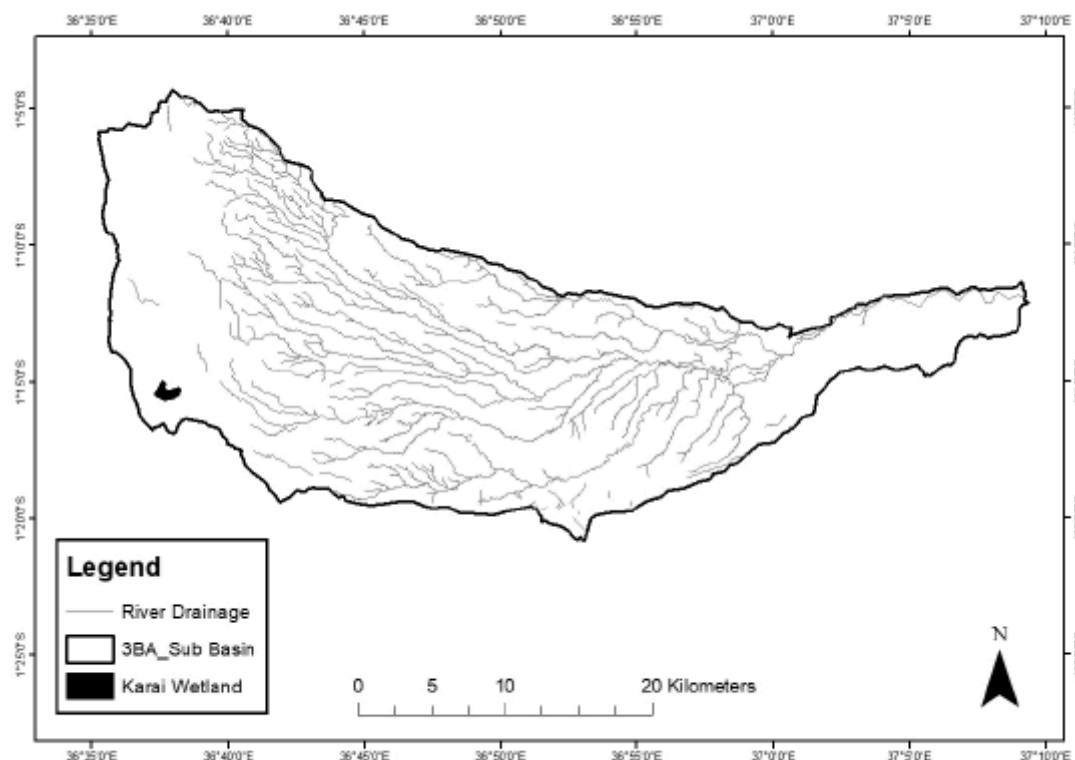 36°35'0"E 36°40'0"E 36°45'0"E 36°50'0"E 36°55'0"E 37°0'0"E 37°5'0"E 37°10'0"E
1°5'0"S
1°10'0"S
1°15'0"S
1°20'0"S
1°25'0"S
Legend
River Drainage
3BA_Sub Basin
Karai Wetland
0 5 10 20 Kilometers
N
36°35'0"E 36°40'0"E 36°45'0"E 36°50'0"E 36°55'0"E 37°0'0"E 37°5'0"E 37°10'0"E